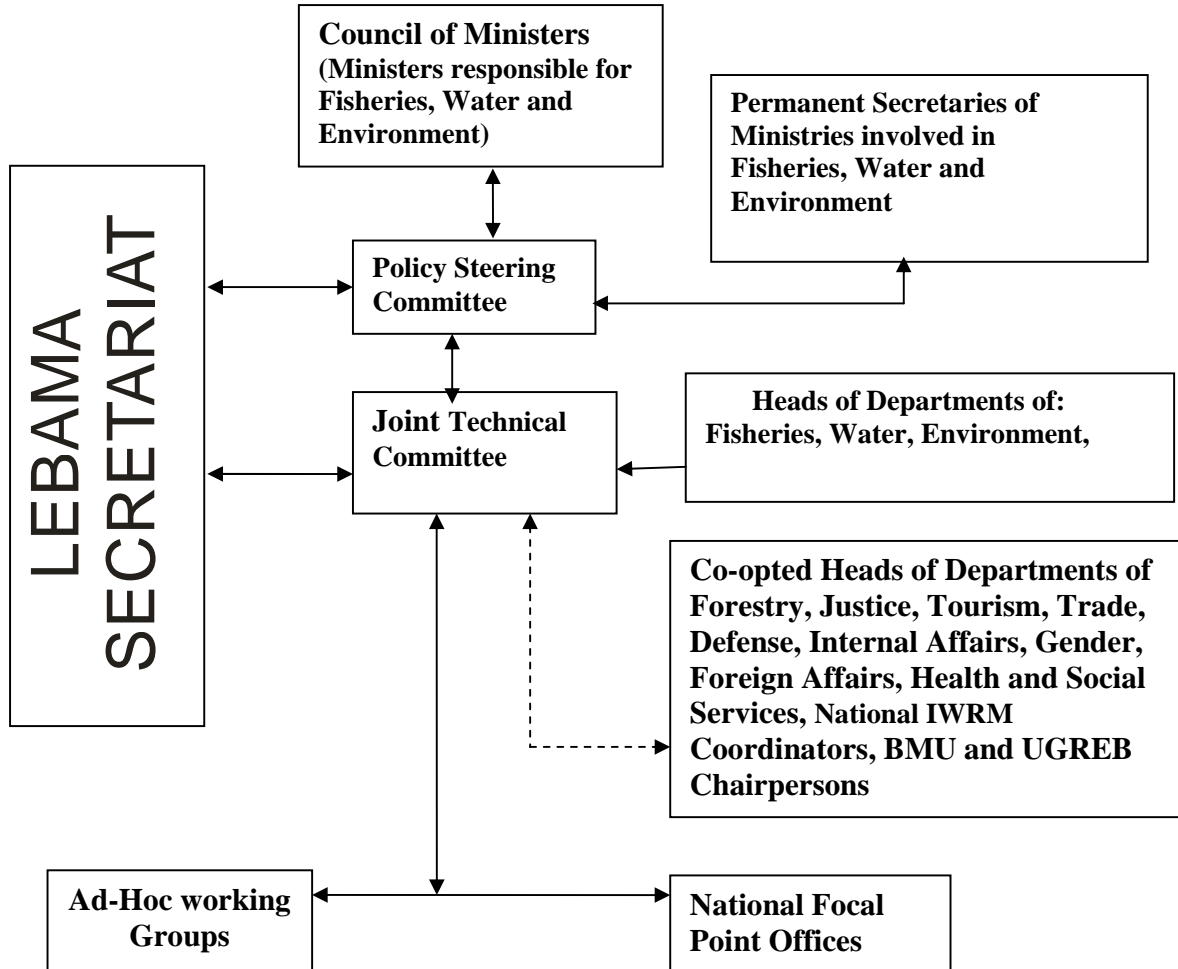 Council of Ministers
(Ministers responsible for
Fisheries, Water and
Environment)
Permanent Secretaries of
Ministries involved in
Fisheries, Water and
Environment
LEBAMA
SECRETARIAT
Policy Steering
Committee
Joint Technical
Committee
Heads of Departments of:
Fisheries, Water, Environment,
Co-opted Heads of Departments of
Forestry, Justice, Tourism, Trade,
Defense, Internal Affairs, Gender,
Foreign Affairs, Health and Social
Services, National IWRM
Coordinators, BMU and UGREB
Chairpersons
Ad-Hoc working
Groups
National Focal
Point Offices